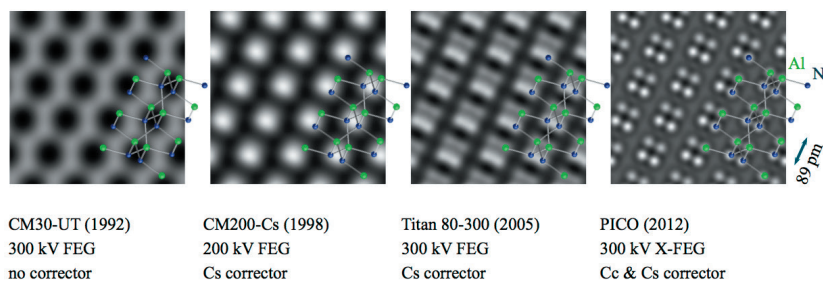 Al
N
89 pm
CM30-UT (1992)
300 kV FEG
no corrector
CM200-Cs (1998)
200 kV FEG
Cs corrector
Titan 80-300 (2005)
300 kV FEG
Cs corrector
PICO (2012)
300 kV X-FEG
Cc & Cs corrector